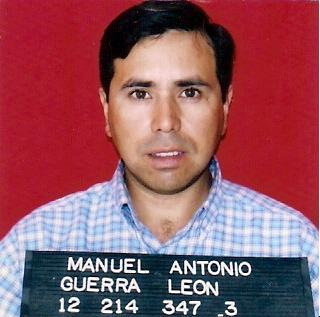 MANUEL ANTONIO
GUERRA LEON
12 214 347 3